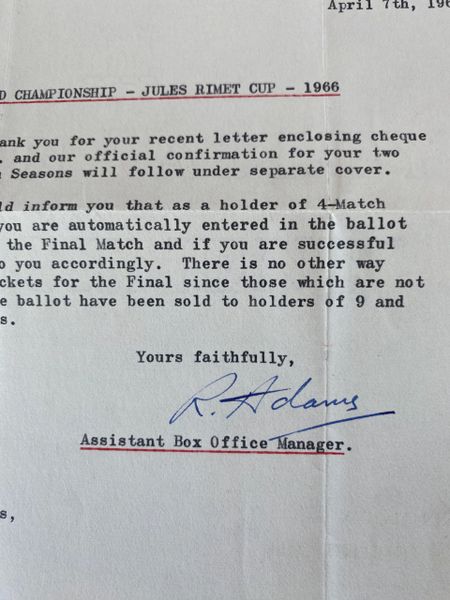 April 7th, 196
D CHAMPIONSHIP - JULES RIMET CUP - 1966
ank you for your recent letter enclosing cheque
. and our official confirmation for your two
Seasons will follow under separate cover.
ld inform you that as a holder of 4-Match
you are automatically entered in the ballot
the Final Match and if you are successful
o you accordingly. There is no other way
ckets for the Final since those which are not
e ballot have been sold to holders of 9 and
s.
Yours faithfully,
R. Adams
Assistant Box Office Manager.
s,